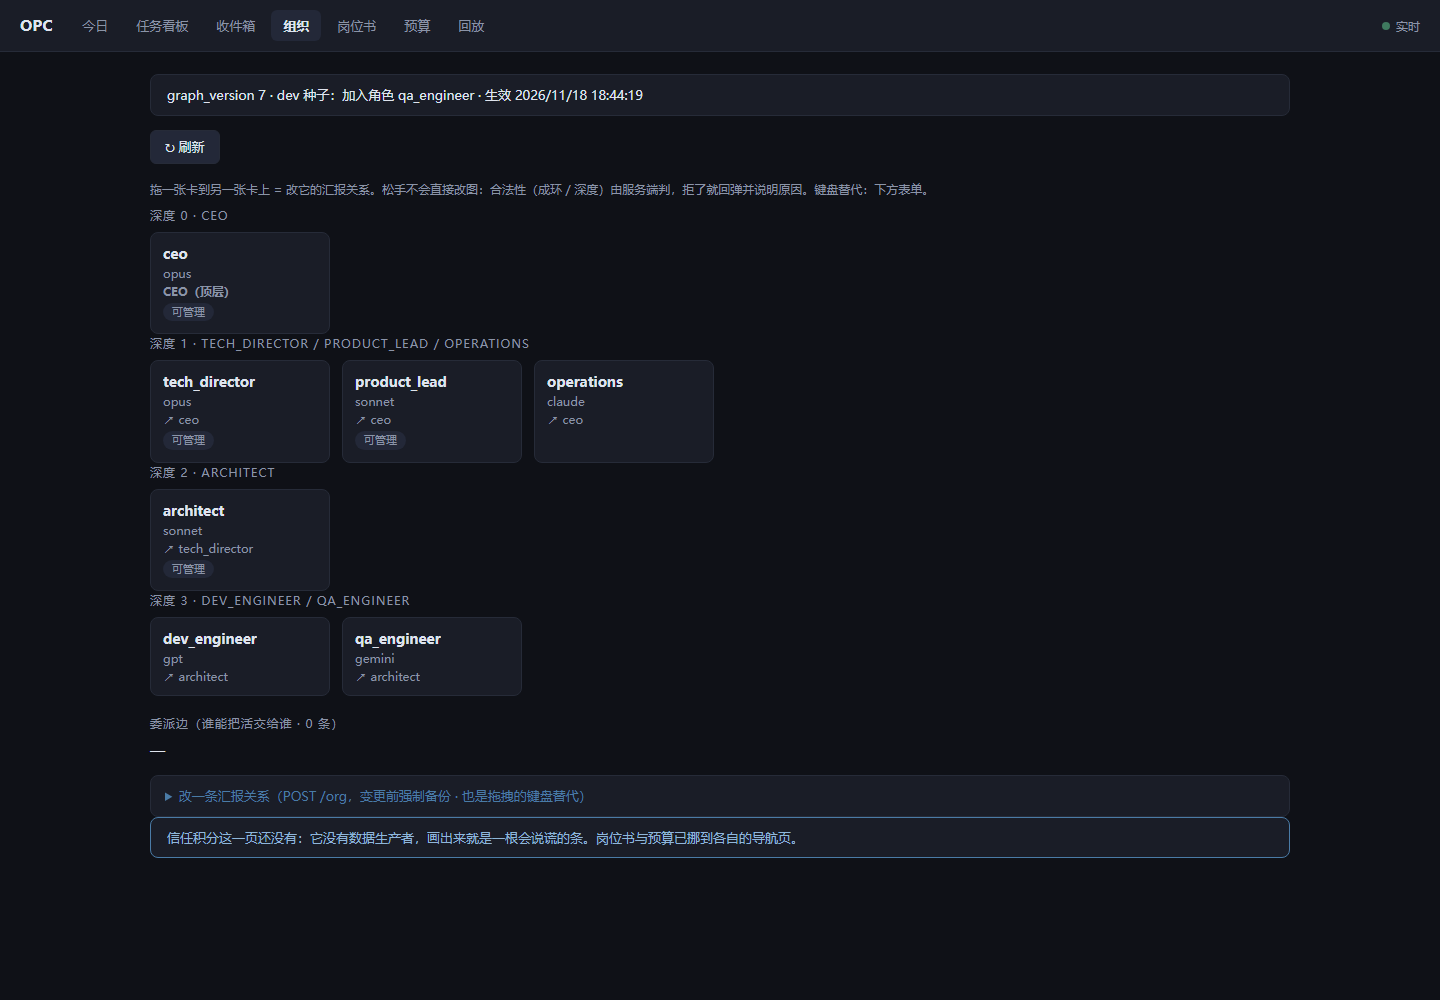 OPC 今日 任务看板 收件箱 组织 岗位书 预算 回放 实时
graph_version 7 · dev 种子：加入角色 qa_engineer · 生效 2026/11/18 18:44:19
↻ 刷新
拖一张卡到另一张卡上 = 改它的汇报关系。松手不会直接改图：合法性（成环 / 深度）由服务端判，拒了就回弹并说明原因。键盘替代：下方表单。
深度 0 · CEO
ceo
opus
CEO（顶层）
可管理
深度 1 · TECH_DIRECTOR / PRODUCT_LEAD / OPERATIONS
tech_director
opus
↗ ceo
可管理
product_lead
sonnet
↗ ceo
可管理
operations
claude
↗ ceo
深度 2 · ARCHITECT
architect
sonnet
↗ tech_director
可管理
深度 3 · DEV_ENGINEER / QA_ENGINEER
dev_engineer
gpt
↗ architect
qa_engineer
gemini
↗ architect
委派边（谁能把活交给谁 · 0 条）
—
▶ 改一条汇报关系（POST /org，变更前强制备份 · 也是拖拽的键盘替代）
信任积分这一页还没有：它没有数据生产者，画出来就是一根会说谎的条。岗位书与预算已挪到各自的导航页。